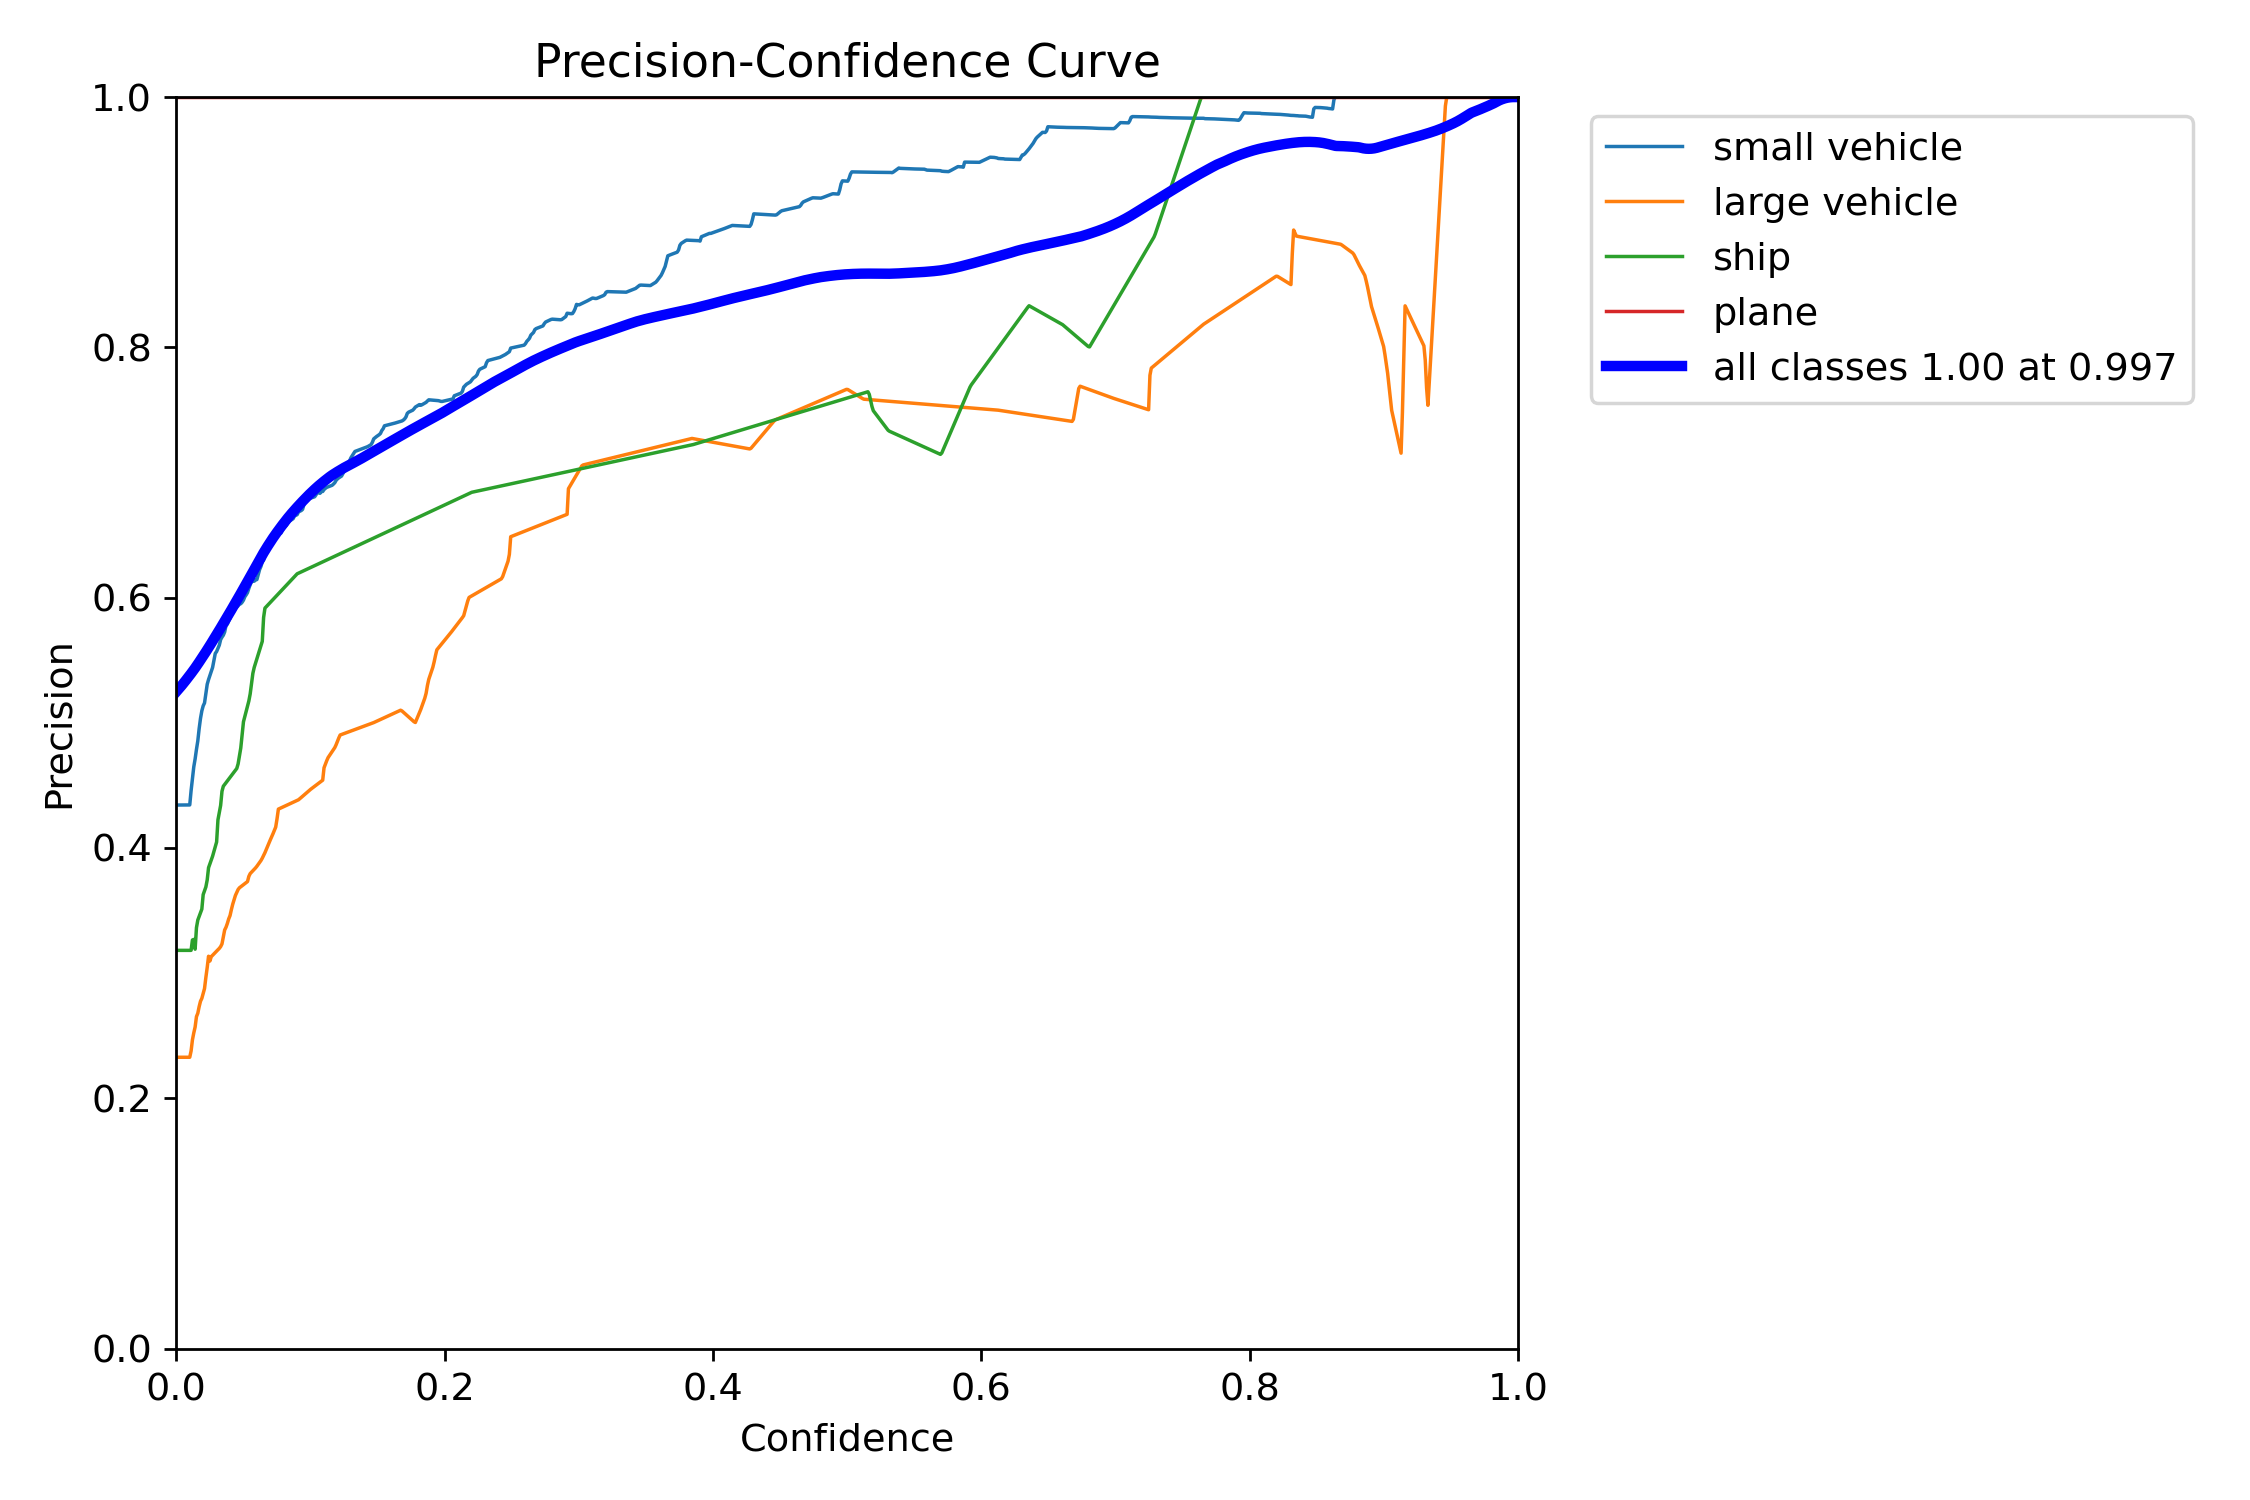 Precision-Confidence Curve
1.0
0.8
0.6
0.4
0.2
0.0
Precision
0.0 0.2 0.4 0.6 0.8 1.0
Confidence
small vehicle
large vehicle
ship
plane
all classes 1.00 at 0.997